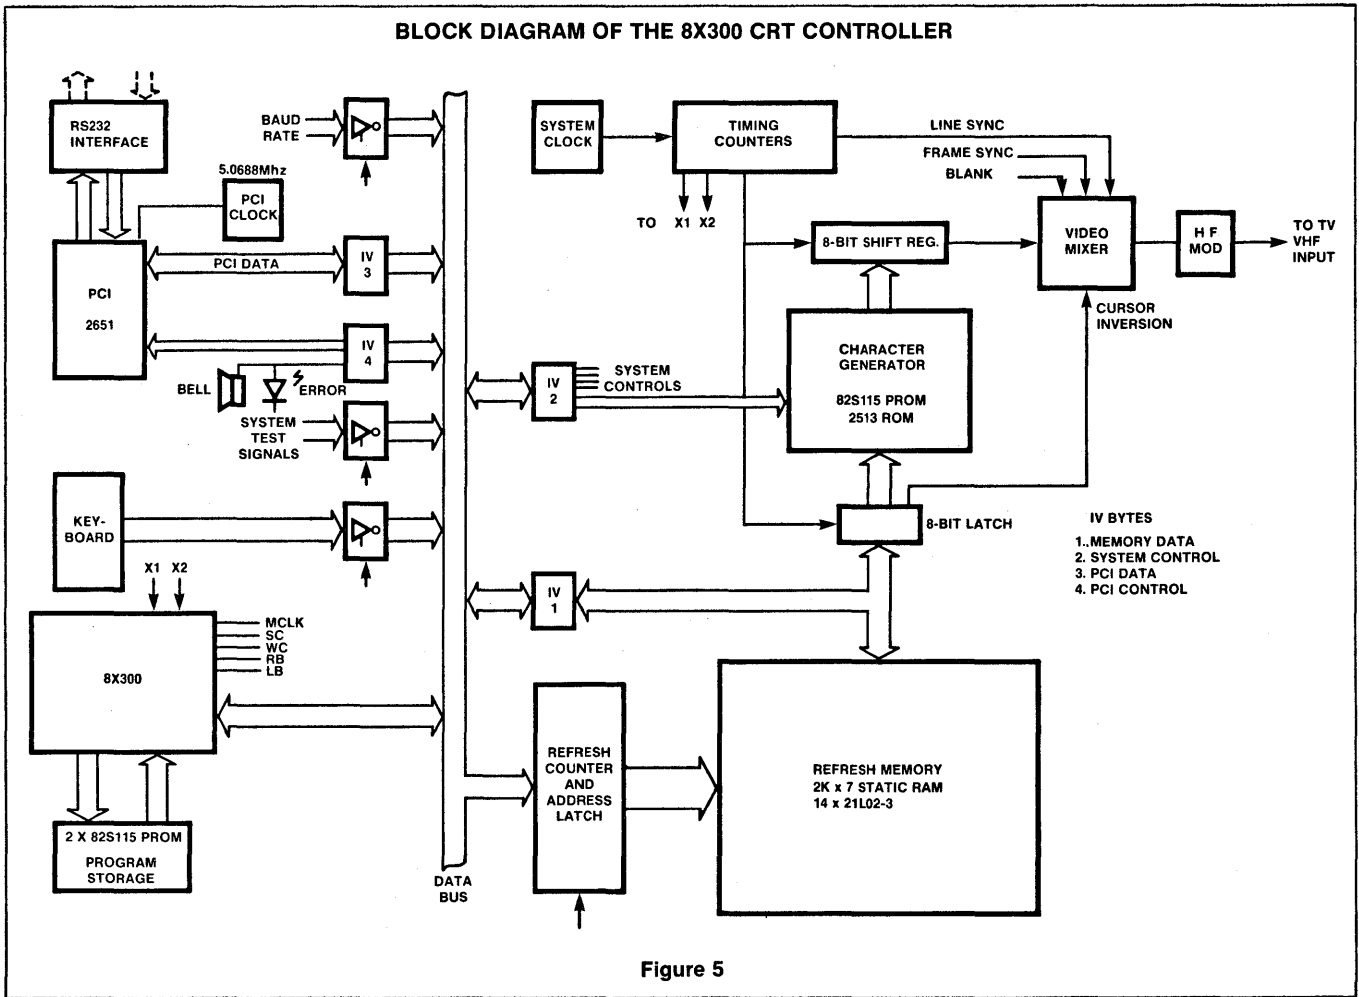 BLOCK DIAGRAM OF THE 8X300 CRT CONTROLLER
RS232
INTERFACE
5.0688Mhz
PCI
CLOCK
PCI
2651
PCI DATA
BAUD
RATE
IV
3
IV
4
BELL
ERROR
SYSTEM
TEST
SIGNALS
KEY-
BOARD
X1 X2
8X300
MCLK
SC
WC
RB
LB
2 X 82S115 PROM
PROGRAM
STORAGE
DATA
BUS
SYSTEM
CLOCK
TIMING
COUNTERS
TO X1 X2
LINE SYNC
FRAME SYNC
BLANK
8-BIT SHIFT REG.
VIDEO
MIXER
H F
MOD
TO TV
VHF
INPUT
CURSOR
INVERSION
CHARACTER
GENERATOR
82S115 PROM
2513 ROM
IV
2
SYSTEM
CONTROLS
8-BIT LATCH
IV BYTES
1..MEMORY DATA
2. SYSTEM CONTROL
3. PCI DATA
4. PCI CONTROL
IV
1
REFRESH
COUNTER
AND
ADDRESS
LATCH
REFRESH MEMORY
2K x 7 STATIC RAM
14 x 21L02-3
Figure 5